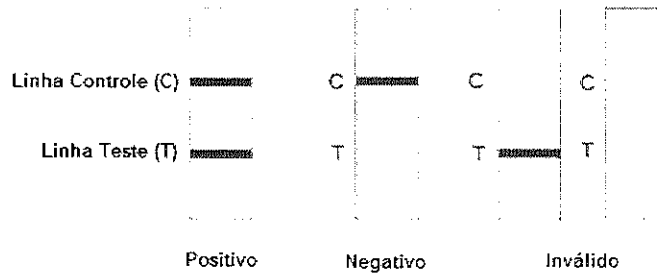 Linha Controle (C) C C C
Linha Teste (T) T T T
Positivo Negativo Inválido